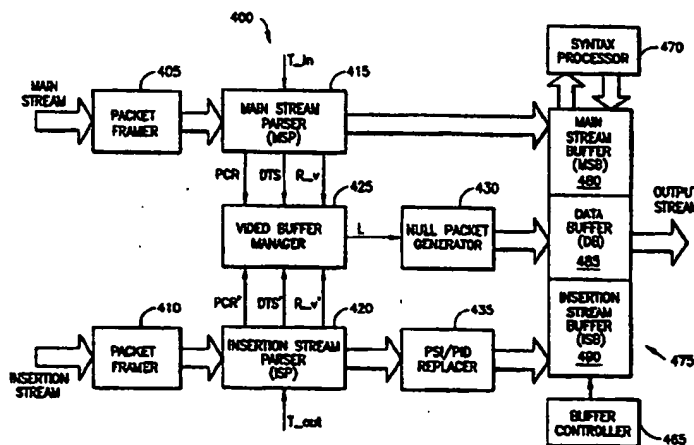 400
405
T_in
415
SYNTAX
PROCESSOR
470
MAIN
STREAM
PACKET
FRAMER
MAIN STREAM
PARSER
(MSP)
MAIN
STREAM
BUFFER
(MSB)
480
PCR
DTS
R_v
425
430
VIDEO BUFFER
MANAGER
L
NULL PACKET
GENERATOR
DATA
BUFFER
(DB)
485
OUTPUT
STREAM
PCR'
DTS'
R_v'
410
420
435
PACKET
FRAMER
INSERTION STREAM
PARSER
(ISP)
PSI/PID
REPLACER
INSERTION
STREAM
BUFFER
(ISB)
490
475
INSERTION
STREAM
T_out
BUFFER
CONTROLLER
465